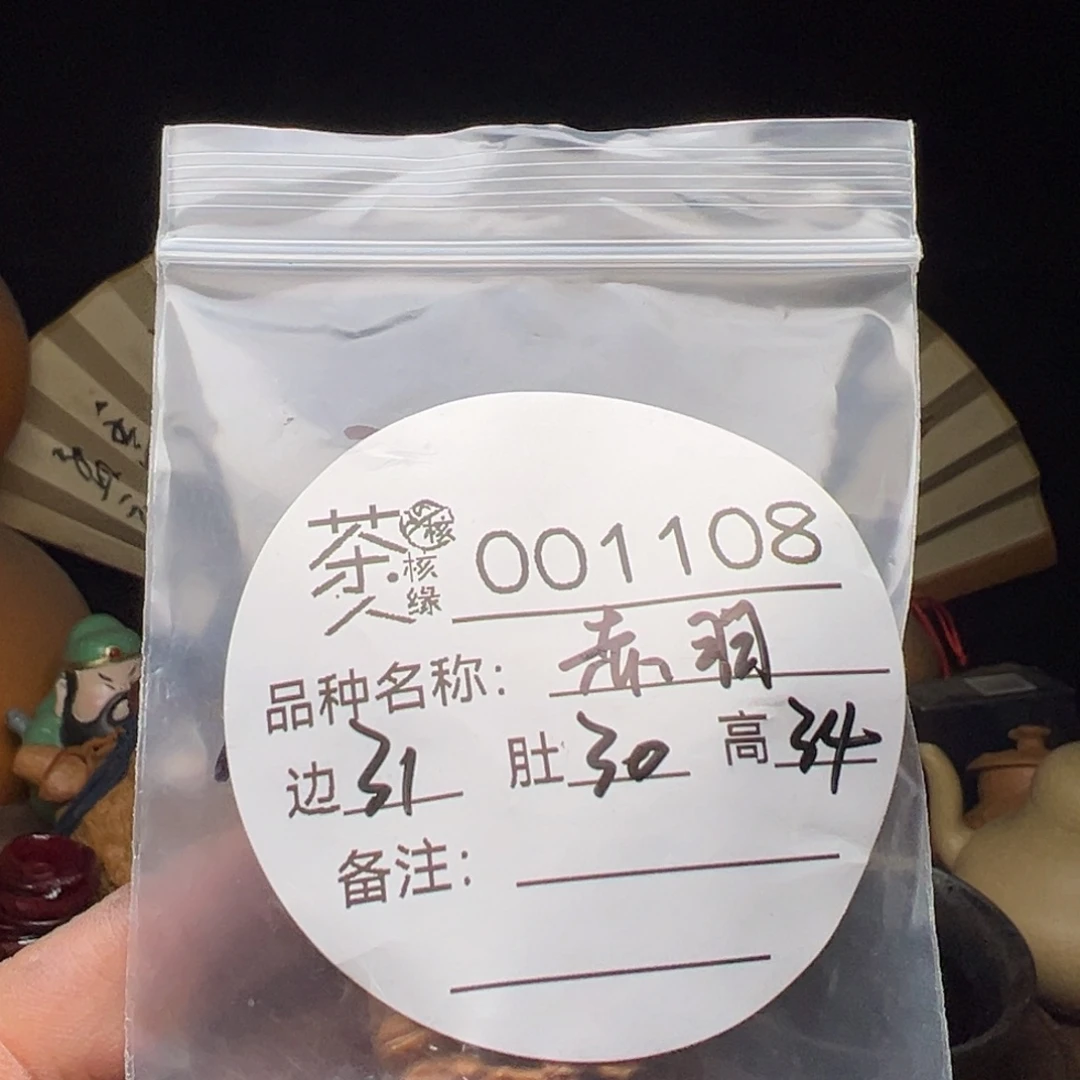 茶人 核缘 001108
品种名称：赤羽
边31 肚30 高34
备注：